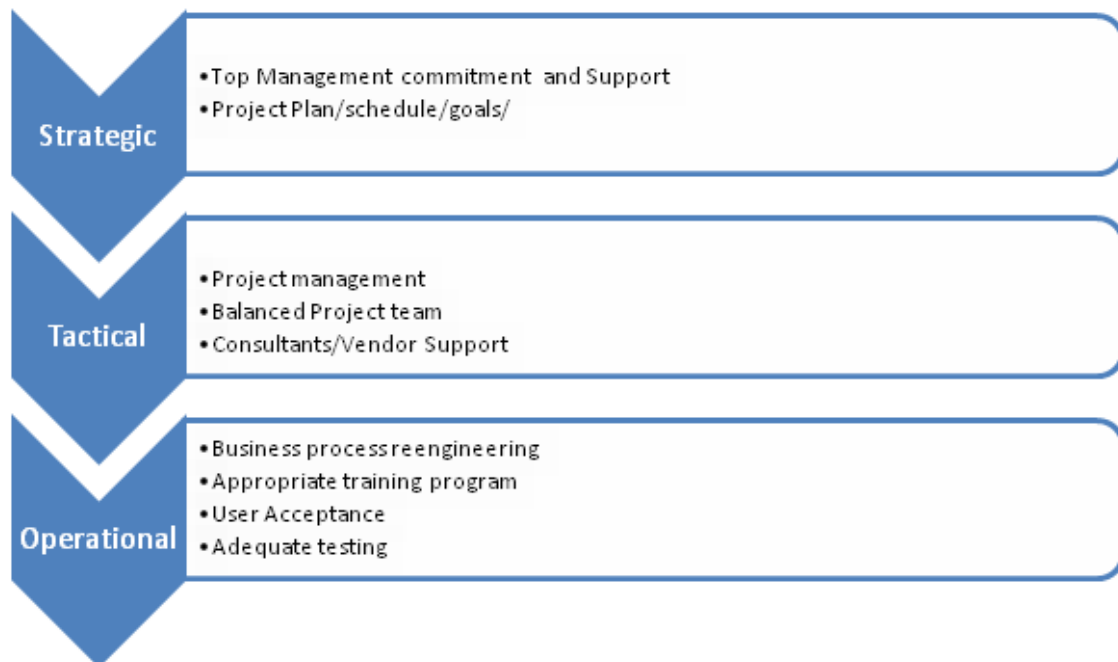 Strategic
•Top Management commitment and Support
•Project Plan/schedule/goals/
Tactical
•Project management
•Balanced Project team
•Consultants/Vendor Support
Operational
•Business process reengineering
•Appropriate training program
•User Acceptance
•Adequate testing